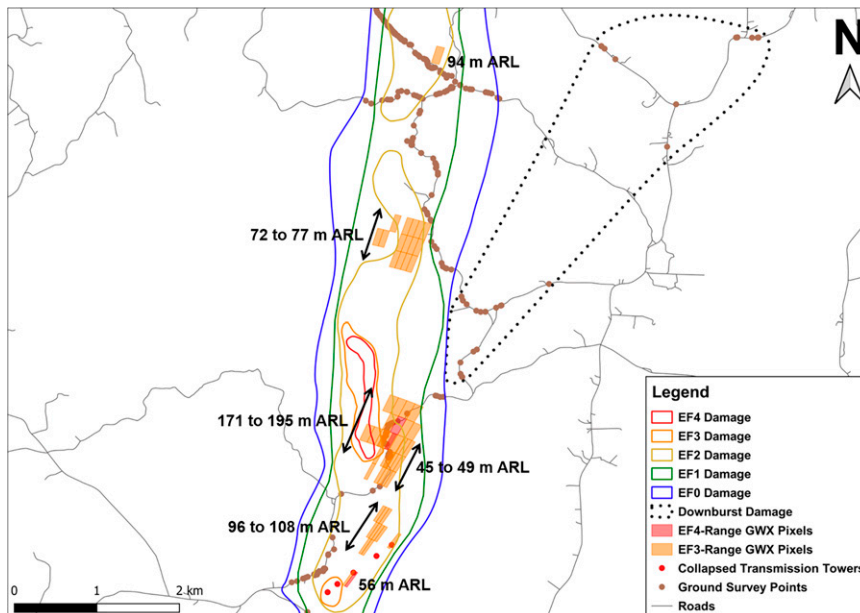 N
94 m ARL
72 to 77 m ARL
171 to 195 m ARL
45 to 49 m ARL
96 to 108 m ARL
56 m ARL
0 1 2 km
Legend
EF4 Damage
EF3 Damage
EF2 Damage
EF1 Damage
EF0 Damage
Downburst Damage
EF4-Range GWX Pixels
EF3-Range GWX Pixels
Collapsed Transmission Towers
Ground Survey Points
Roads